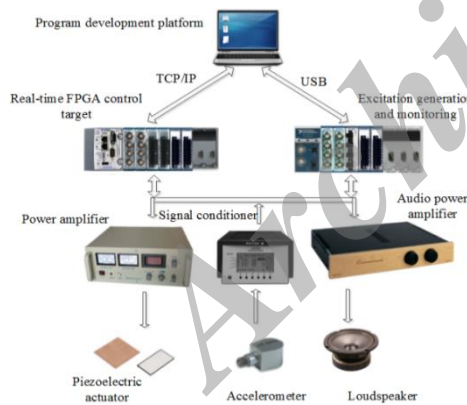 Program development platform
TCP/IP
USB
Real-time FPGA control
target
Excitation generation
and monitoring
Power amplifier
Signal conditioner
Audio power
amplifier
Piezoelectric
actuator
Accelerometer
Loudspeaker
Archi